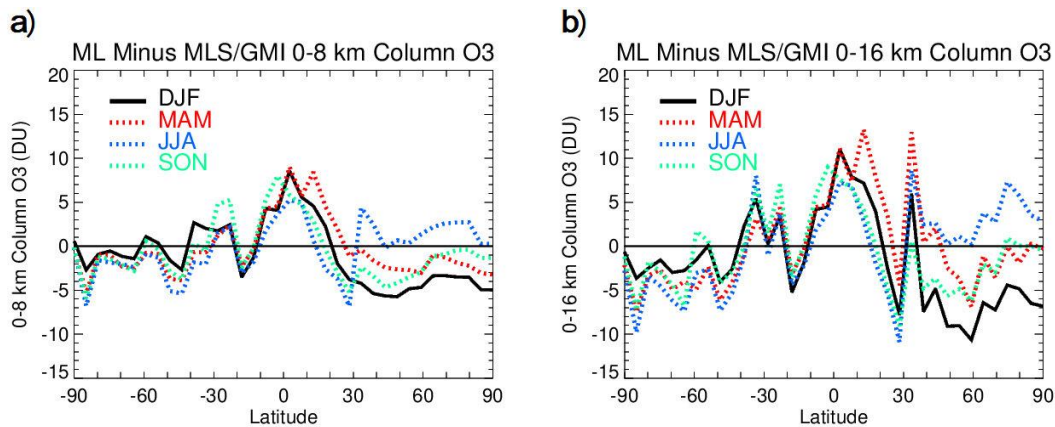 a)
ML Minus MLS/GMI 0-8 km Column O3
20
15
10
5
0
-5
-10
-15
0-8 km Column O3 (DU)
DJF
MAM
JJA
SON
-90 -60 -30 0 30 60 90
Latitude
b)
ML Minus MLS/GMI 0-16 km Column O3
20
15
10
5
0
-5
-10
-15
0-16 km Column O3 (DU)
DJF
MAM
JJA
SON
-90 -60 -30 0 30 60 90
Latitude